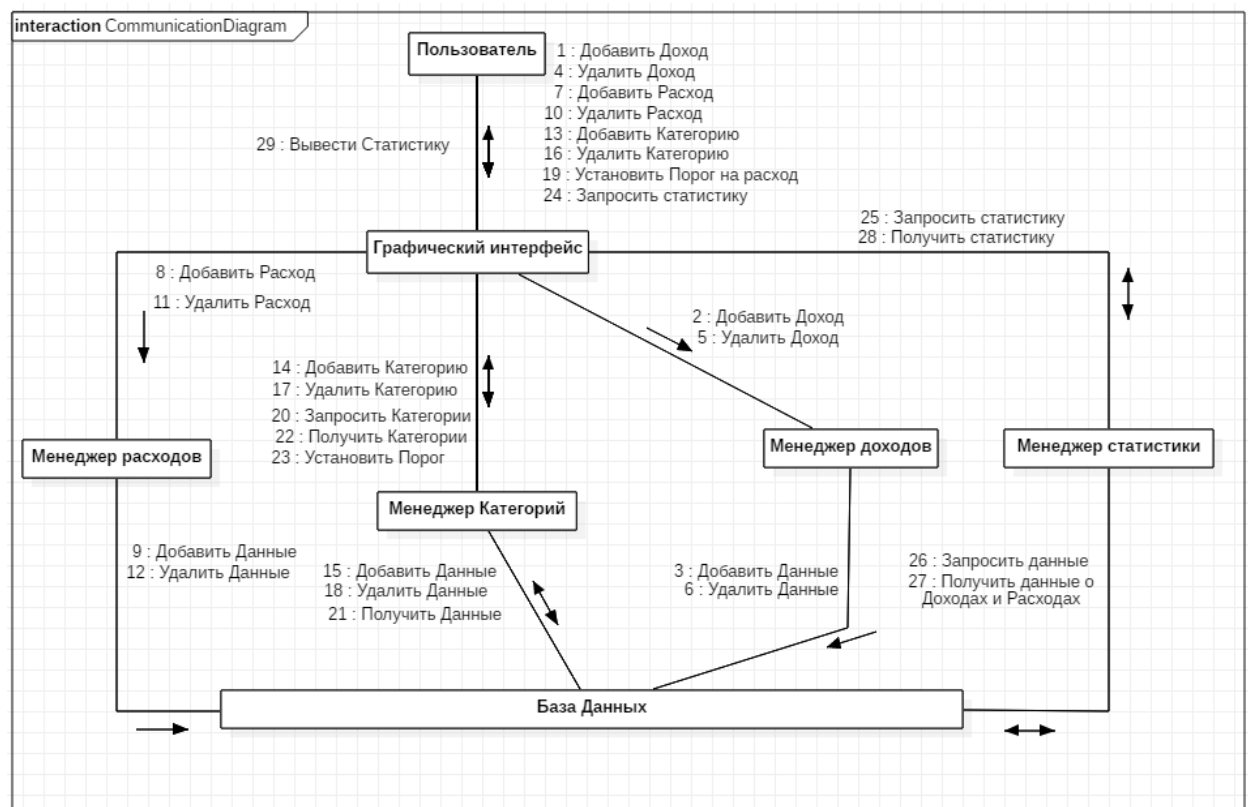 interaction CommunicationDiagram
Пользователь
1 : Добавить Доход
4 : Удалить Доход
7 : Добавить Расход
10 : Удалить Расход
13 : Добавить Категорию
16 : Удалить Категорию
19 : Установить Порог на расход
24 : Запросить статистику
29 : Вывести Статистику
25 : Запросить статистику
28 : Получить статистику
Графический интерфейс
8 : Добавить Расход
11 : Удалить Расход
2 : Добавить Доход
5 : Удалить Доход
14 : Добавить Категорию
17 : Удалить Категорию
20 : Запросить Категории
22 : Получить Категории
23 : Установить Порог
Менеджер расходов
Менеджер доходов
Менеджер статистики
Менеджер Категорий
9 : Добавить Данные
12 : Удалить Данные
15 : Добавить Данные
18 : Удалить Данные
21 : Получить Данные
3 : Добавить Данные
6 : Удалить Данные
26 : Запросить данные
27 : Получить данные о
Доходах и Расходах
База Данных